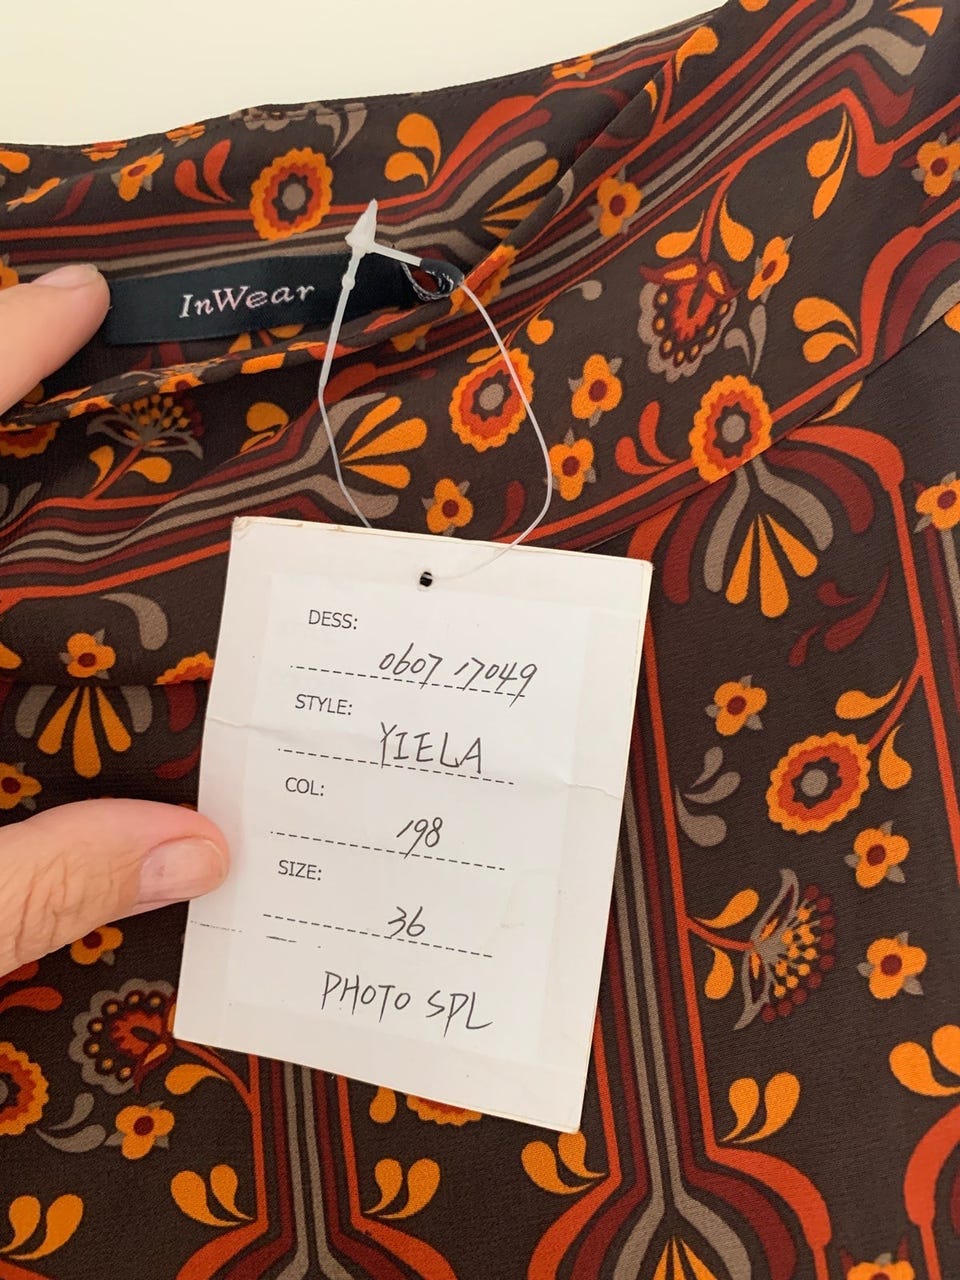 InWear
DESS:
0607 17049
STYLE:
YIELA
COL:
198
SIZE:
36
PHOTO SPL